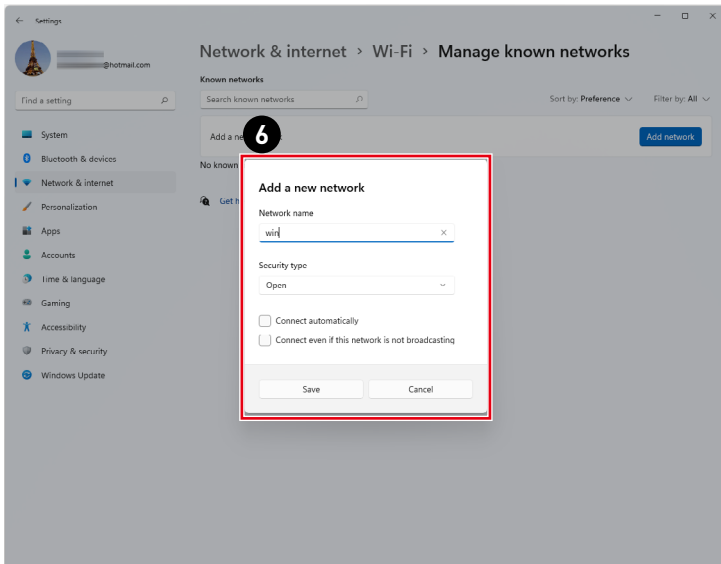 Settings
@hotmail.com
Find a setting
System
Bluetooth & devices
Network & internet
Personalization
Apps
Accounts
Time & language
Gaming
Accessibility
Privacy & security
Windows Update
Network & internet > Wi-Fi > Manage known networks
Known networks
Search known networks
Sort by: Preference
Filter by: All
Add a ne
Add network
6
No known
Get h
Add a new network
Network name
win
Security type
Open
Connect automatically
Connect even if this network is not broadcasting
Save
Cancel